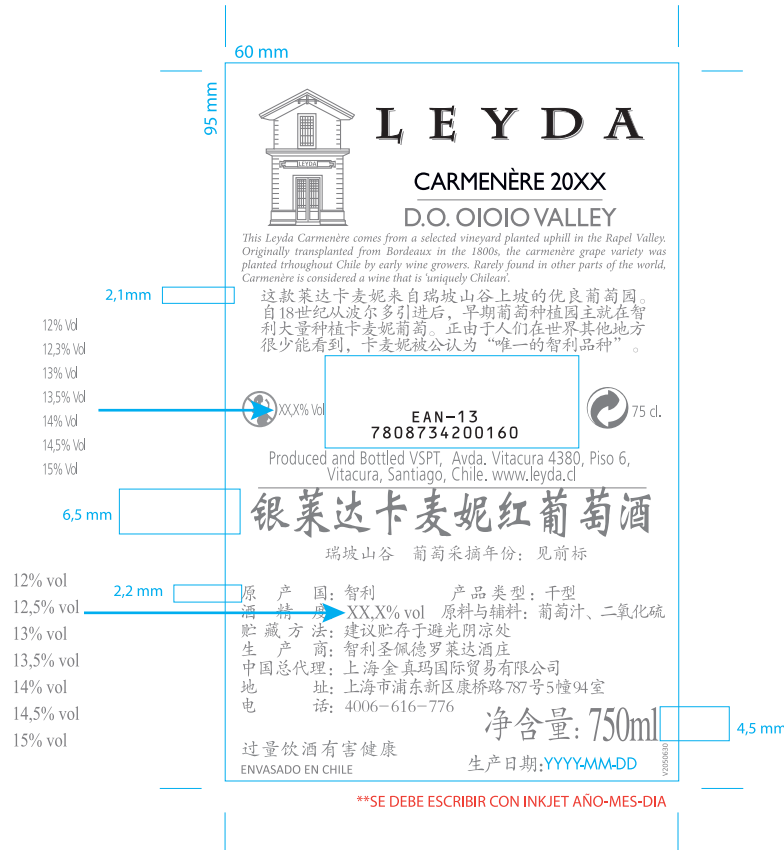 60 mm
95 mm
LEYDA
LEYDA
CARMENÈRE 20XX
D.O. OIOIO VALLEY
This Leyda Carmenère comes from a selected vineyard planted uphill in the Rapel Valley.
Originally transplanted from Bordeaux in the 1800s, the carmenère grape variety was
planted trhoughout Chile by early wine growers. Rarely found in other parts of the world,
Carmenère is considered a wine that is 'uniquely Chilean'.
2,1mm
这款莱达卡麦妮来自瑞坡山谷上坡的优良葡萄园。
自18世纪从波尔多引进后，早期葡萄种植园主就在智
利大量种植卡麦妮葡萄。正由于人们在世界其他地方
很少能看到，卡麦妮被公认为“唯一的智利品种”。
12% Vol
12,3% Vol
13% Vol
13,5% Vol
14% Vol
14,5% Vol
15% Vol
XX,X% Vol
EAN-13
7808734200160
75 cl.
Produced and Bottled VSPT, Avda. Vitacura 4380, Piso 6,
Vitacura, Santiago, Chile. www.leyda.cl
6,5 mm
银莱达卡麦妮红葡萄酒
瑞坡山谷 葡萄采摘年份：见前标
2,2 mm
原产国：智利 产品类型：干型
酒精度 XX,X% vol 原料与辅料：葡萄汁、二氧化硫
贮藏方法：建议贮存于避光阴凉处
生产商：智利圣佩德罗莱达酒庄
中国总代理：上海金真玛国际贸易有限公司
地址：上海市浦东新区康桥路787号5幢94室
电话：4006-616-776
12% vol
12,5% vol
13% vol
13,5% vol
14% vol
14,5% vol
15% vol
净含量：750ml
4,5 mm
过量饮酒有害健康
ENVASADO EN CHILE
生产日期：YYYY-MM-DD
V2050630
**SE DEBE ESCRIBIR CON INKJET AÑO-MES-DIA